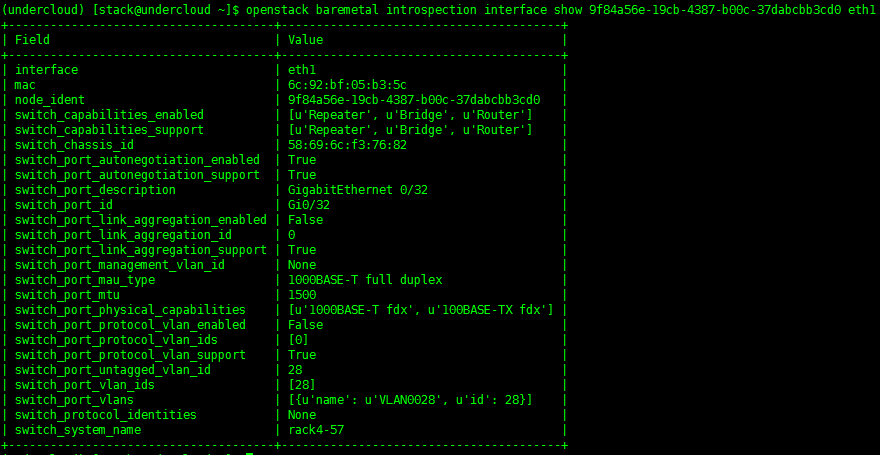 (undercloud) [stack@undercloud ~]$ openstack baremetal introspection interface show 9f84a56e-19cb-4387-b00c-37dabcbb3cd0 eth1
+--------------------------------------+----------------------------------------+
| Field                                | Value                                  |
+--------------------------------------+----------------------------------------+
| interface                            | eth1                                   |
| mac                                  | 6c:92:bf:05:b3:5c                      |
| node_ident                           | 9f84a56e-19cb-4387-b00c-37dabcbb3cd0   |
| switch_capabilities_enabled          | [u'Repeater', u'Bridge', u'Router']    |
| switch_capabilities_support          | [u'Repeater', u'Bridge', u'Router']    |
| switch_chassis_id                    | 58:69:6c:f3:76:82                      |
| switch_port_autonegotiation_enabled  | True                                   |
| switch_port_autonegotiation_support  | True                                   |
| switch_port_description              | GigabitEthernet 0/32                   |
| switch_port_id                       | Gi0/32                                 |
| switch_port_link_aggregation_enabled | False                                  |
| switch_port_link_aggregation_id      | 0                                      |
| switch_port_link_aggregation_support | True                                   |
| switch_port_management_vlan_id       | None                                   |
| switch_port_mau_type                 | 1000BASE-T full duplex                 |
| switch_port_mtu                      | 1500                                   |
| switch_port_physical_capabilities    | [u'1000BASE-T fdx', u'100BASE-TX fdx'] |
| switch_port_protocol_vlan_enabled    | False                                  |
| switch_port_protocol_vlan_ids        | [0]                                    |
| switch_port_protocol_vlan_support    | True                                   |
| switch_port_untagged_vlan_id         | 28                                     |
| switch_port_vlan_ids                 | [28]                                   |
| switch_port_vlans                    | [{u'name': u'VLAN0028', u'id': 28}]    |
| switch_protocol_identities           | None                                   |
| switch_system_name                   | rack4-57                               |
+--------------------------------------+----------------------------------------+